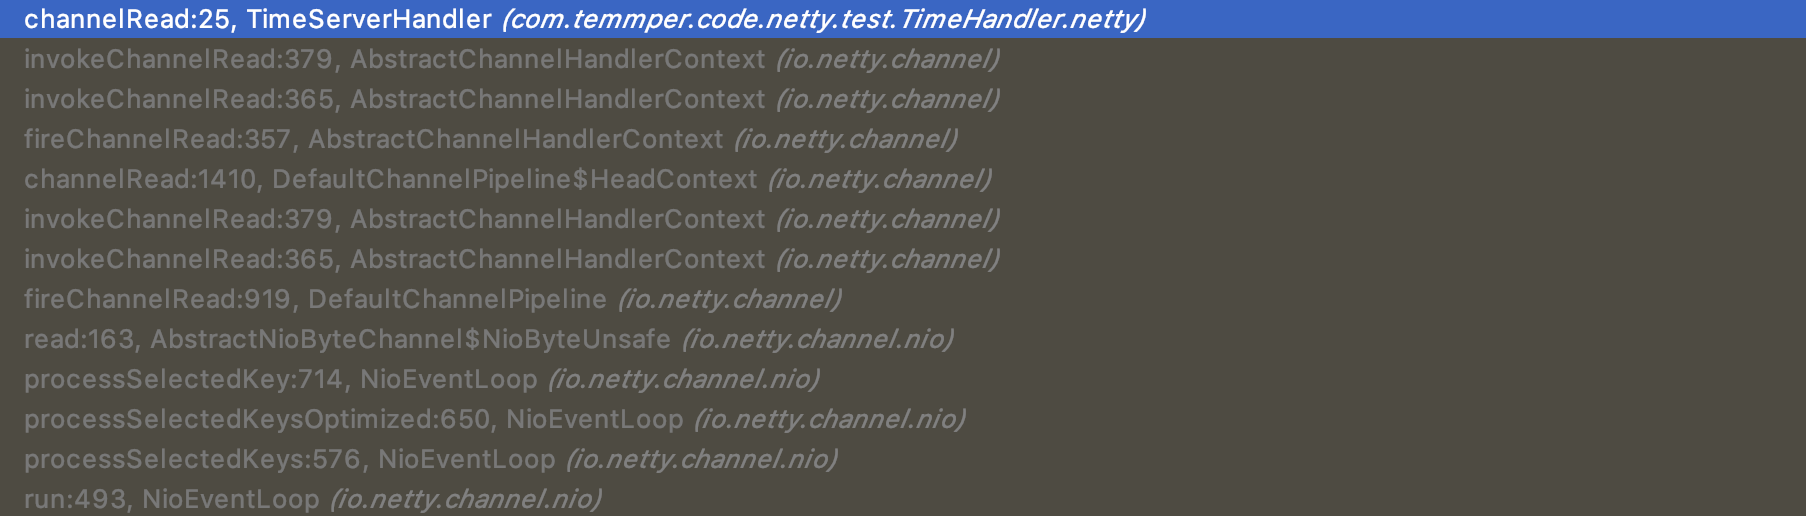 channelRead:25, TimeServerHandler (com.temmper.code.netty.test.TimeHandler.netty)
invokeChannelRead:379, AbstractChannelHandlerContext (io.netty.channel)
invokeChannelRead:365, AbstractChannelHandlerContext (io.netty.channel)
fireChannelRead:357, AbstractChannelHandlerContext (io.netty.channel)
channelRead:1410, DefaultChannelPipeline$HeadContext (io.netty.channel)
invokeChannelRead:379, AbstractChannelHandlerContext (io.netty.channel)
invokeChannelRead:365, AbstractChannelHandlerContext (io.netty.channel)
fireChannelRead:919, DefaultChannelPipeline (io.netty.channel)
read:163, AbstractNioByteChannel$NioByteUnsafe (io.netty.channel.nio)
processSelectedKey:714, NioEventLoop (io.netty.channel.nio)
processSelectedKeysOptimized:650, NioEventLoop (io.netty.channel.nio)
processSelectedKeys:576, NioEventLoop (io.netty.channel.nio)
run:493, NioEventLoop (io.netty.channel.nio)